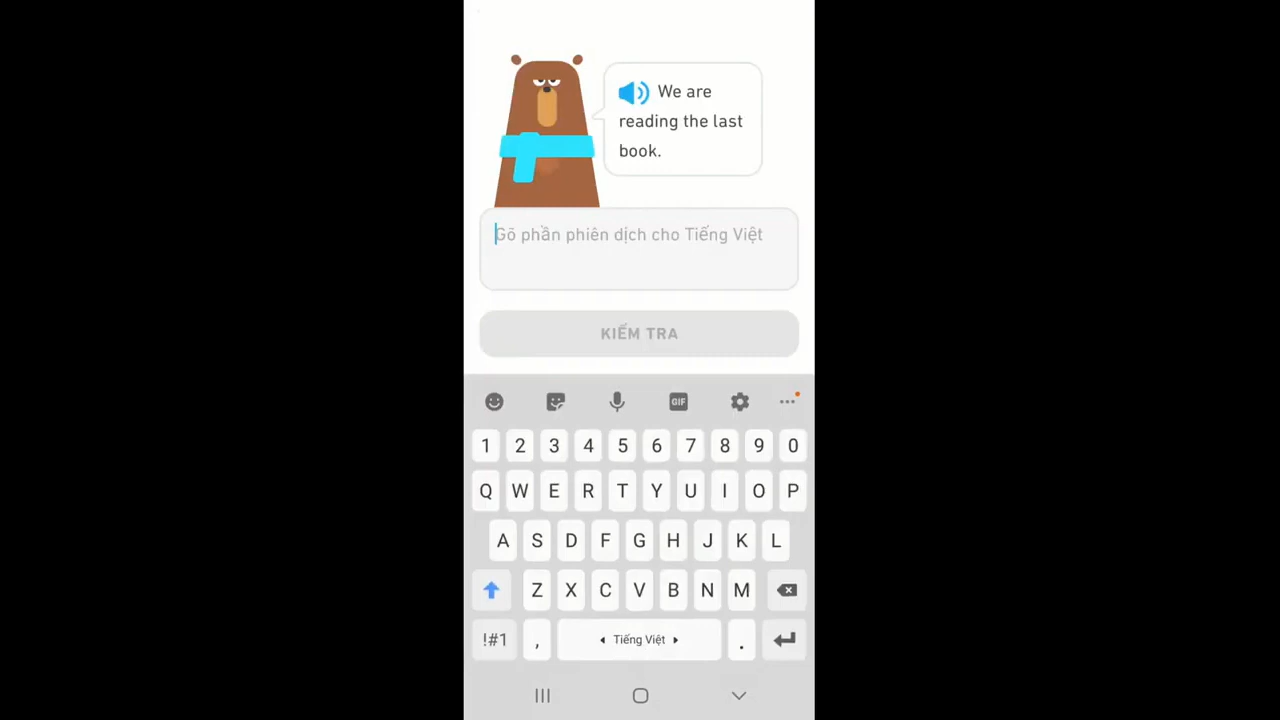 We are
reading the last
book.
Gõ phần phiên dịch cho Tiếng Việt
KIỂM TRA
GIF
1 2 3 4 5 6 7 8 9 0
Q W E R T Y U I O P
A S D F G H J K L
Z X C V B N M
!#1 , Tiếng Việt .